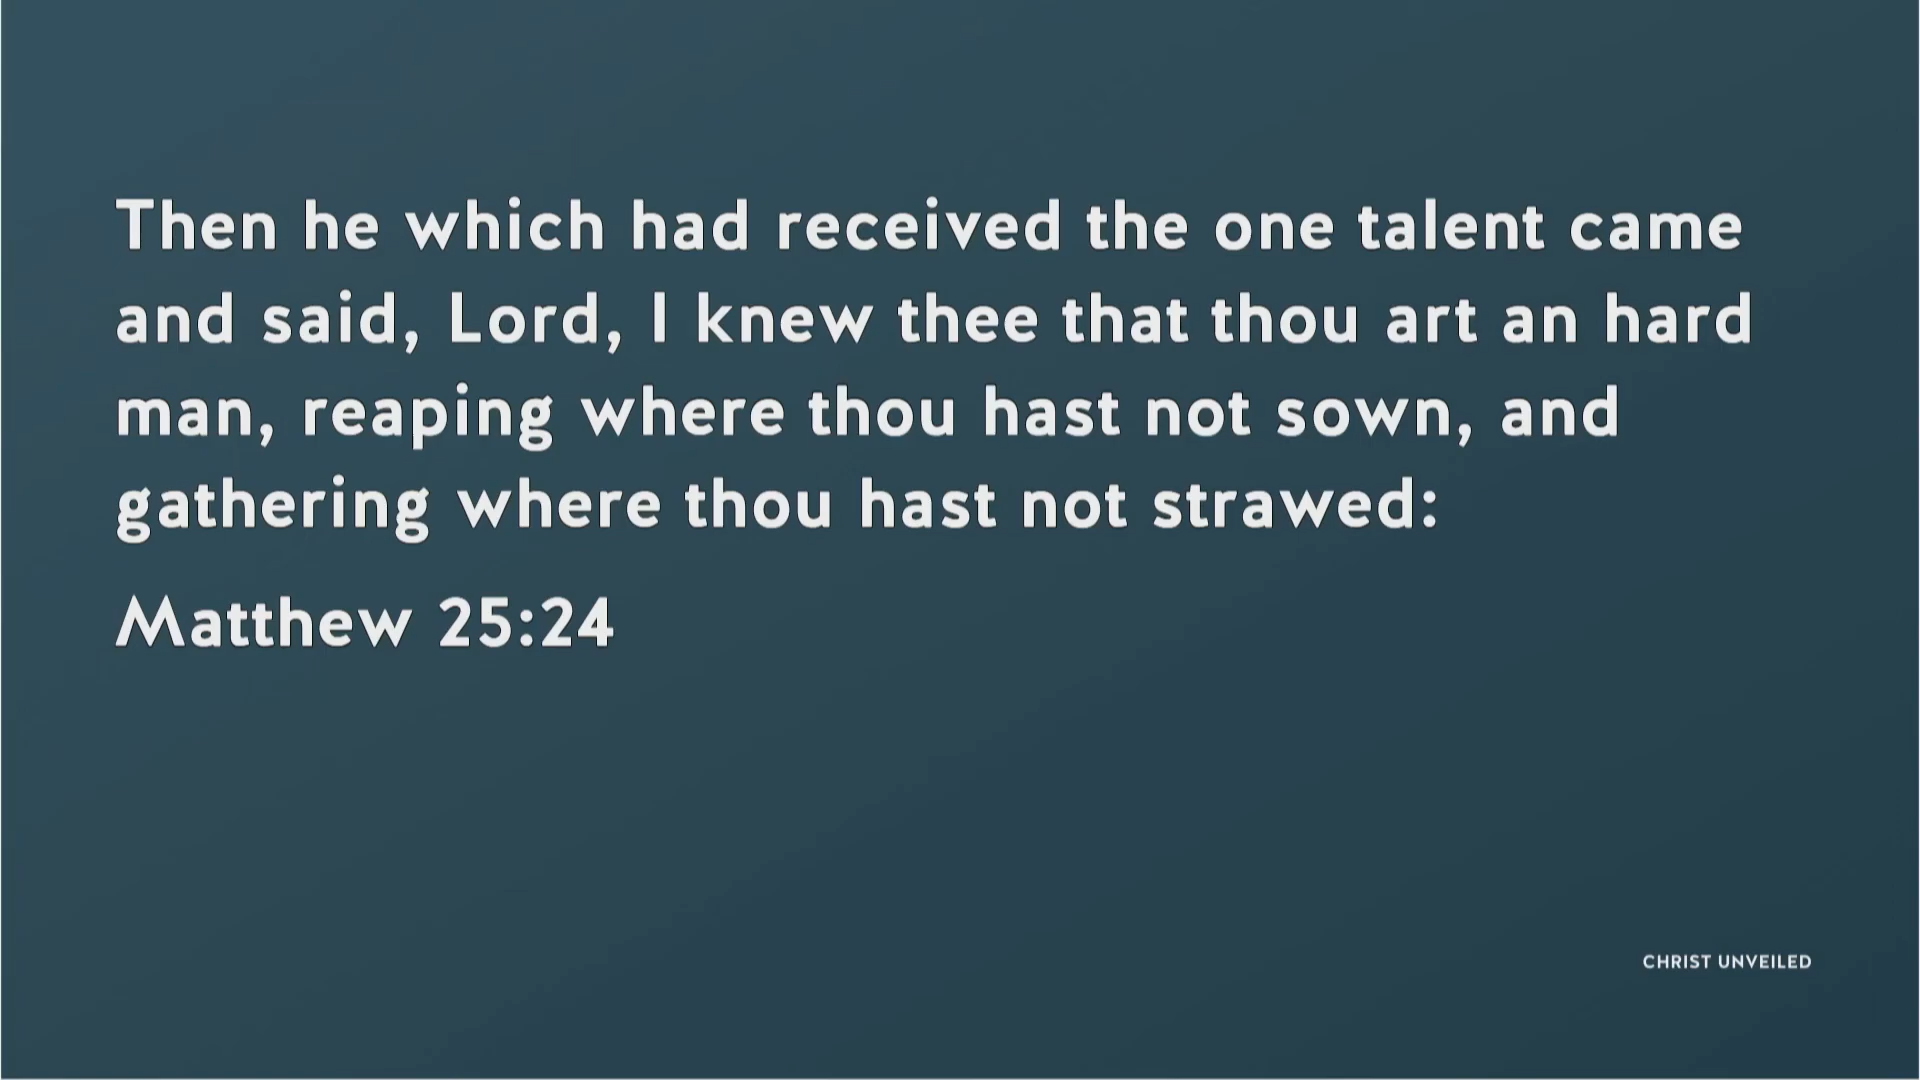 Then he which had received the one talent came
and said, Lord, I knew thee that thou art an hard
man, reaping where thou hast not sown, and
gathering where thou hast not strawed:
Matthew 25:24
CHRIST UNVEILED